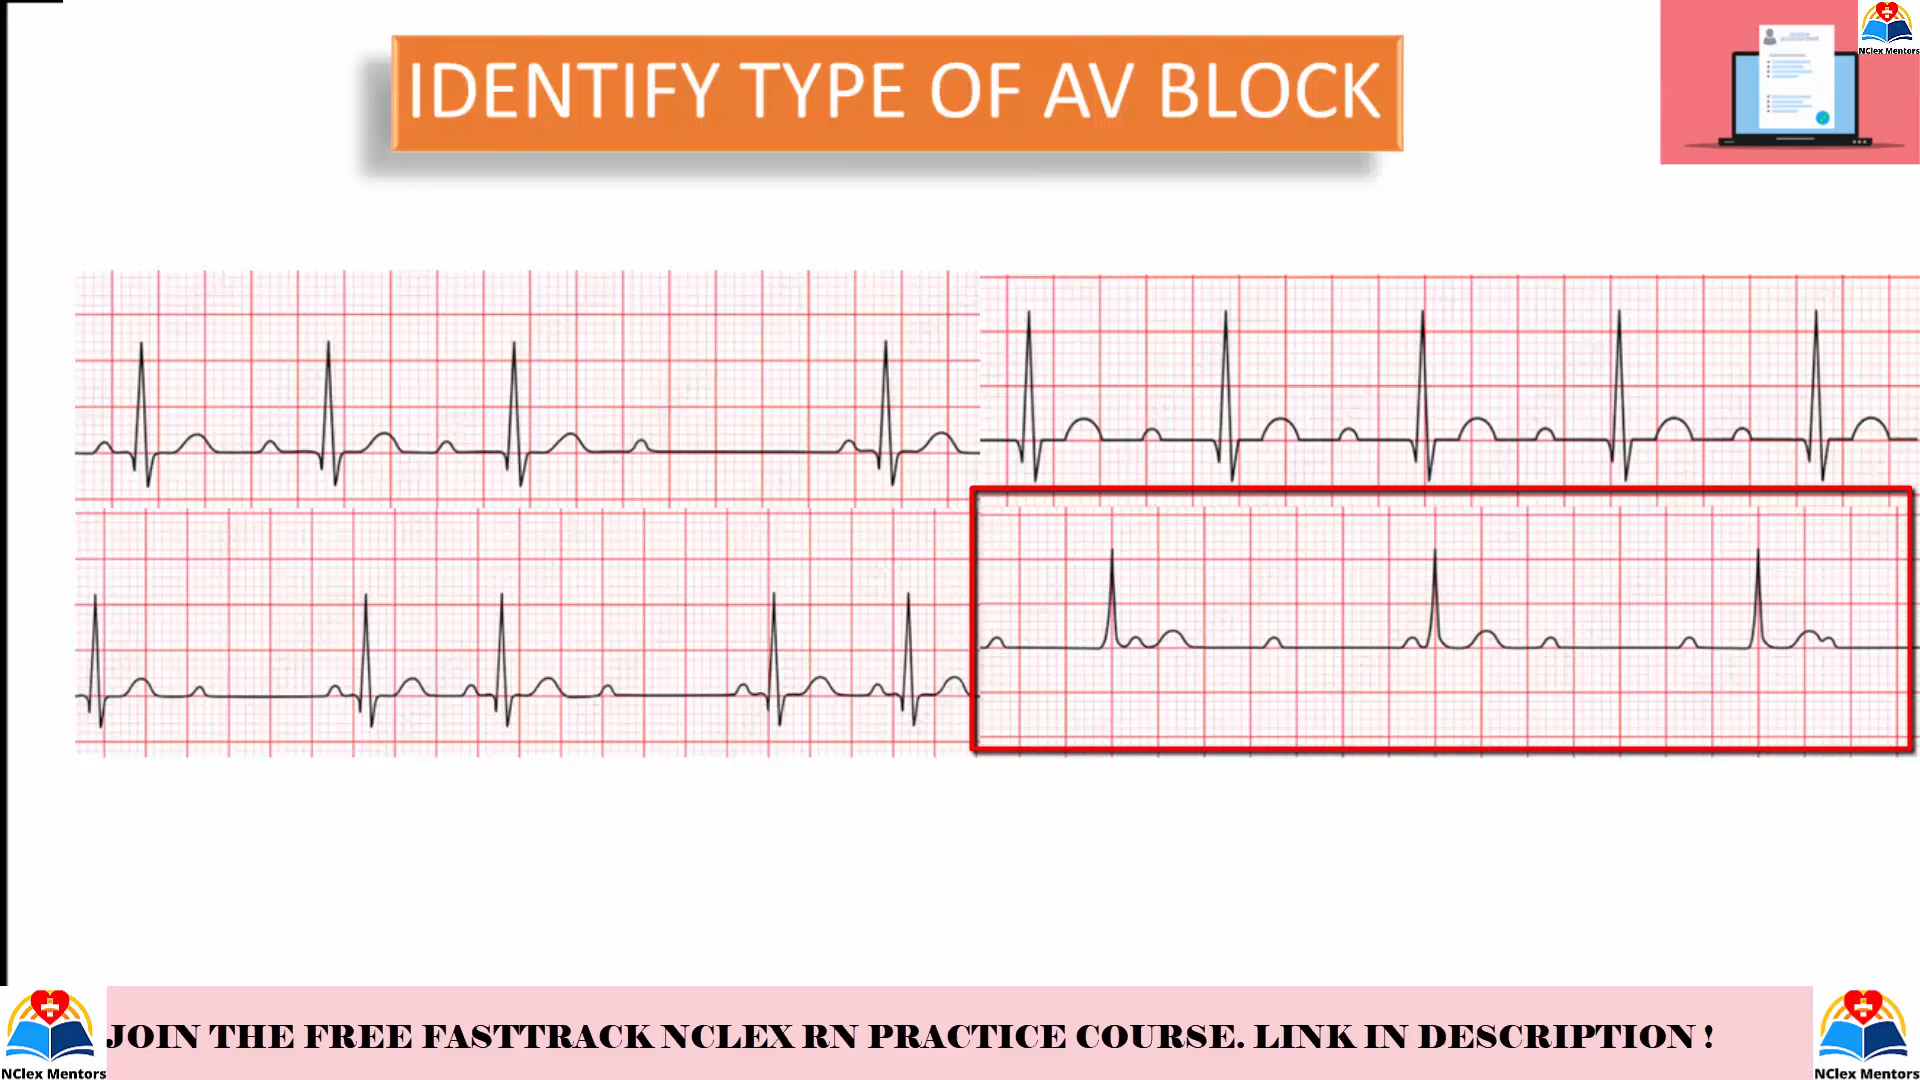 IDENTIFY TYPE OF AV BLOCK
NClex Mentors
JOIN THE FREE FASTTRACK NCLEX RN PRACTICE COURSE. LINK IN DESCRIPTION !
NClex Mentors
NClex Mentors